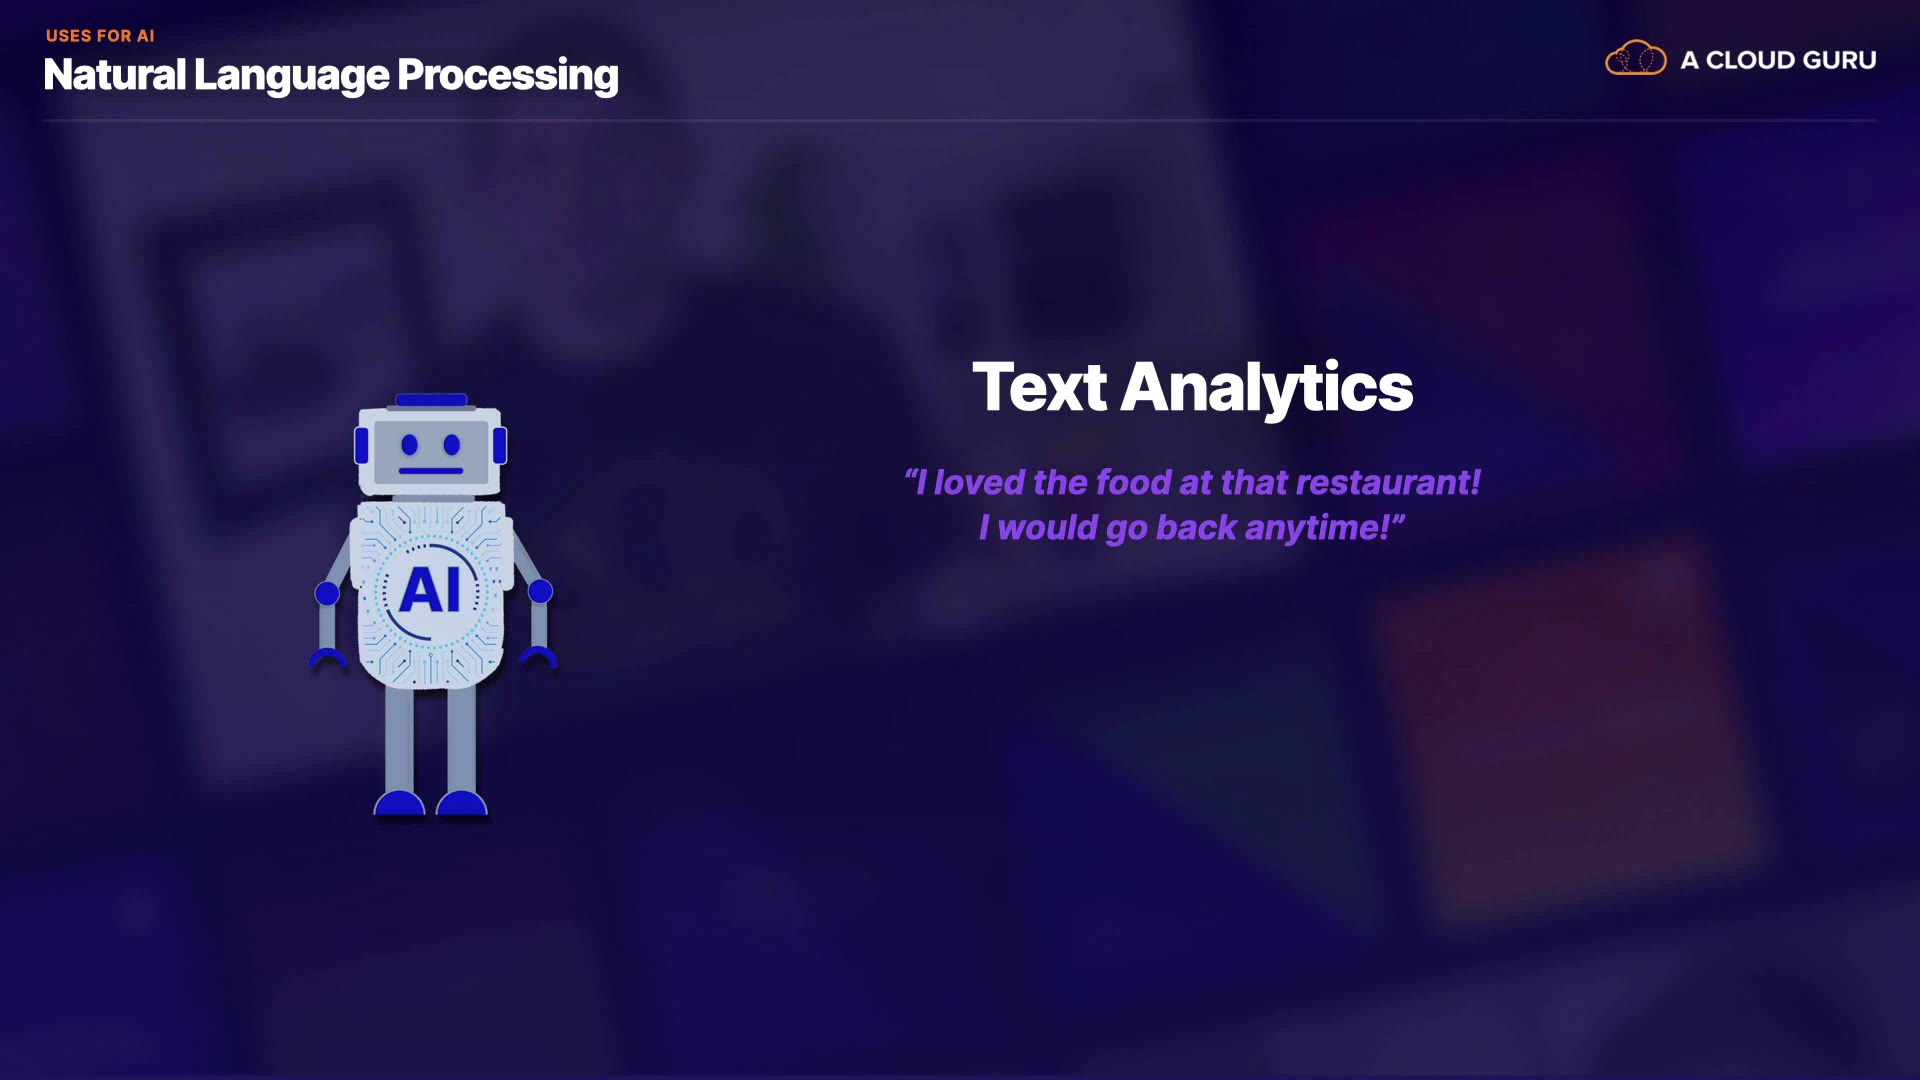 USES FOR AI
Natural Language Processing
A CLOUD GURU
Text Analytics
“I loved the food at that restaurant!
I would go back anytime!”
AI